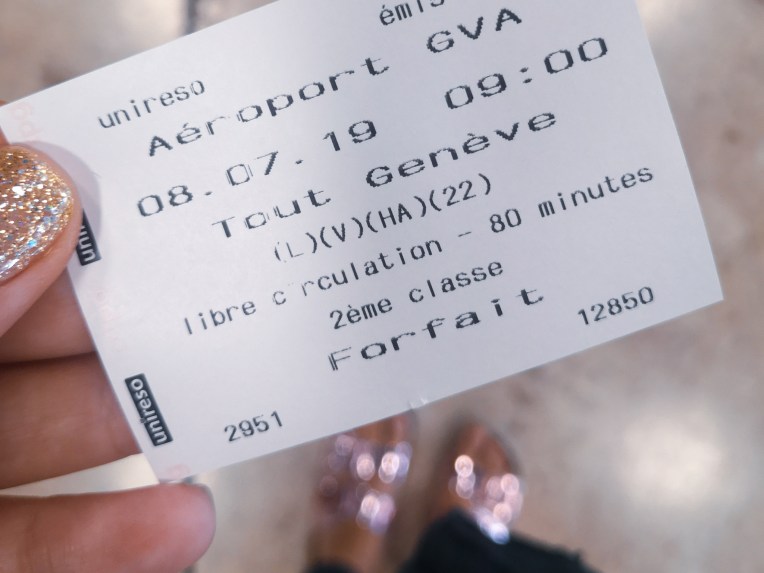 unireso
Aéroport GVA
08.07.19 09:00
Tout Genève
(L)(V)(HA)(22)
libre circulation - 80 minutes
2ème classe
Forfait
2951 12850
unireso